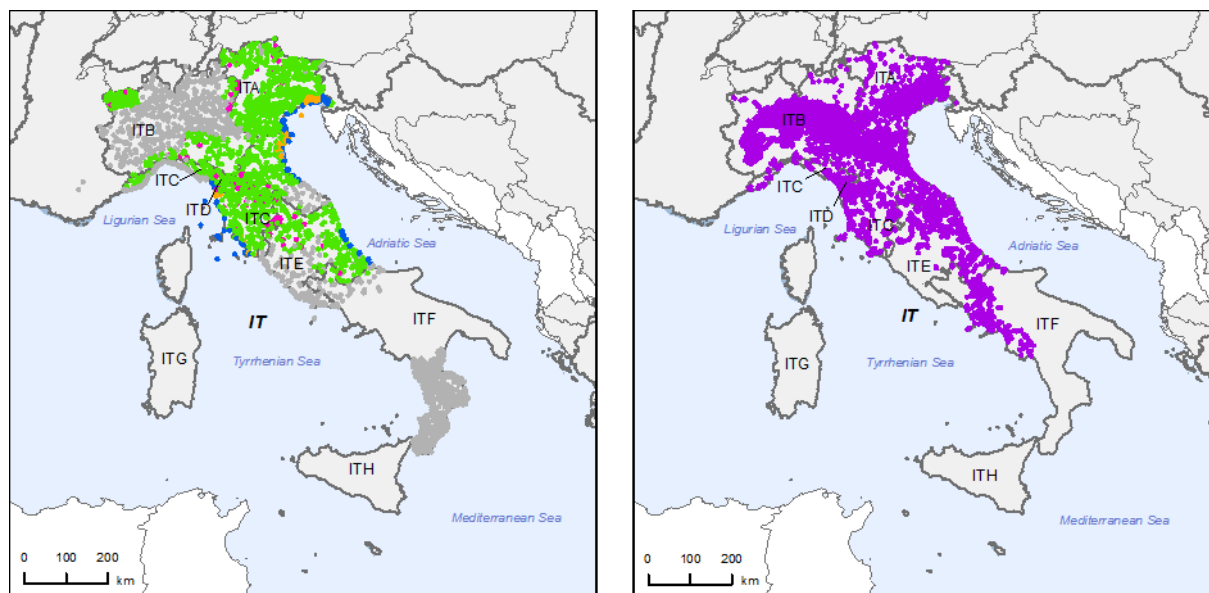 ITA
ITB
ITC
ITD
Ligurian Sea
ITC
Adriatic Sea
ITE
IT
ITF
ITG
Tyrrhenian Sea
ITH
Mediterranean Sea
0 100 200
km
ITA
ITB
ITC
ITD
Ligurian Sea
ITC
Adriatic Sea
ITE
IT
ITF
ITG
Tyrrhenian Sea
ITH
Mediterranean Sea
0 100 200
km